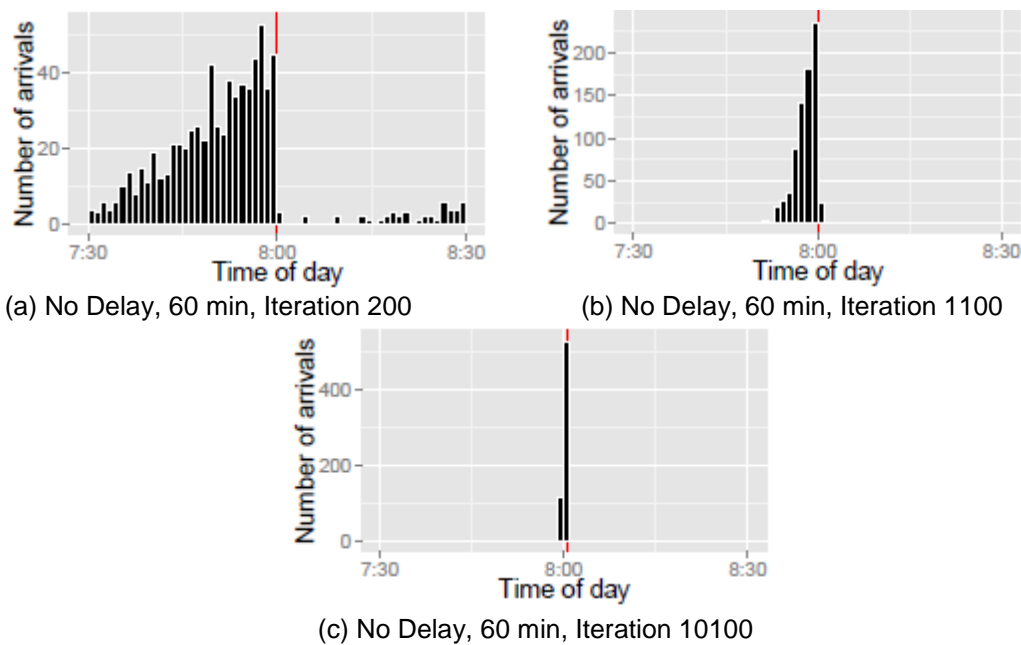 Number of arrivals
40
20
0
7:30 8:00 8:30
Time of day
(a) No Delay, 60 min, Iteration 200
Number of arrivals
200
150
100
50
0
7:30 8:00 8:30
Time of day
(b) No Delay, 60 min, Iteration 1100
Number of arrivals
400
200
0
7:30 8:00 8:30
Time of day
(c) No Delay, 60 min, Iteration 10100